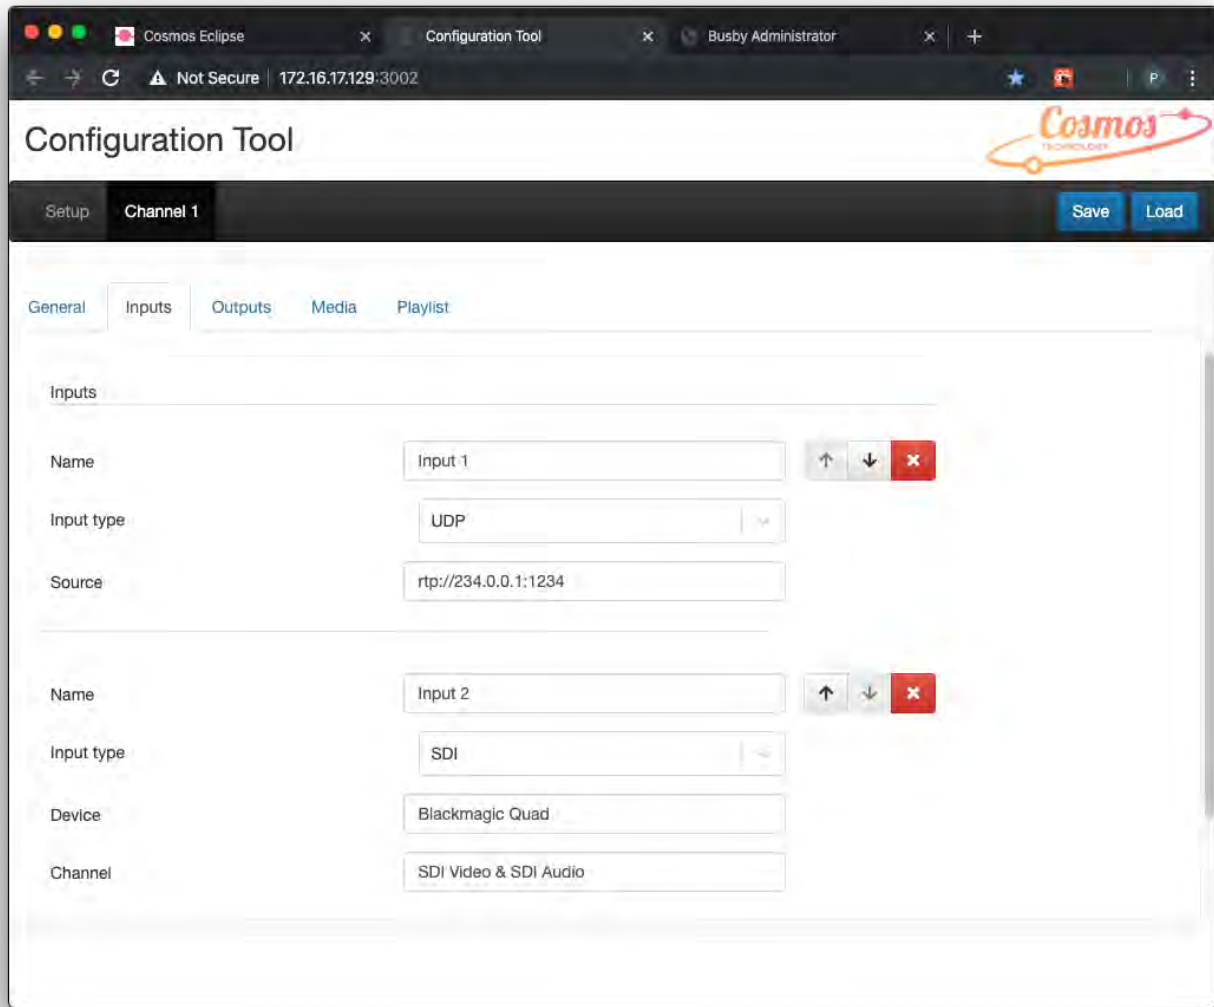 Cosmos Eclipse Configuration Tool Busby Administrator
Not Secure 172.16.17.129:3002 P
Configuration Tool
Cosmos
TECHNOLOGY
Setup Channel 1 Save Load
General Inputs Outputs Media Playlist
Inputs
Name Input 1
Input type UDP
Source rtp://234.0.0.1:1234
Name Input 2
Input type SDI
Device Blackmagic Quad
Channel SDI Video & SDI Audio